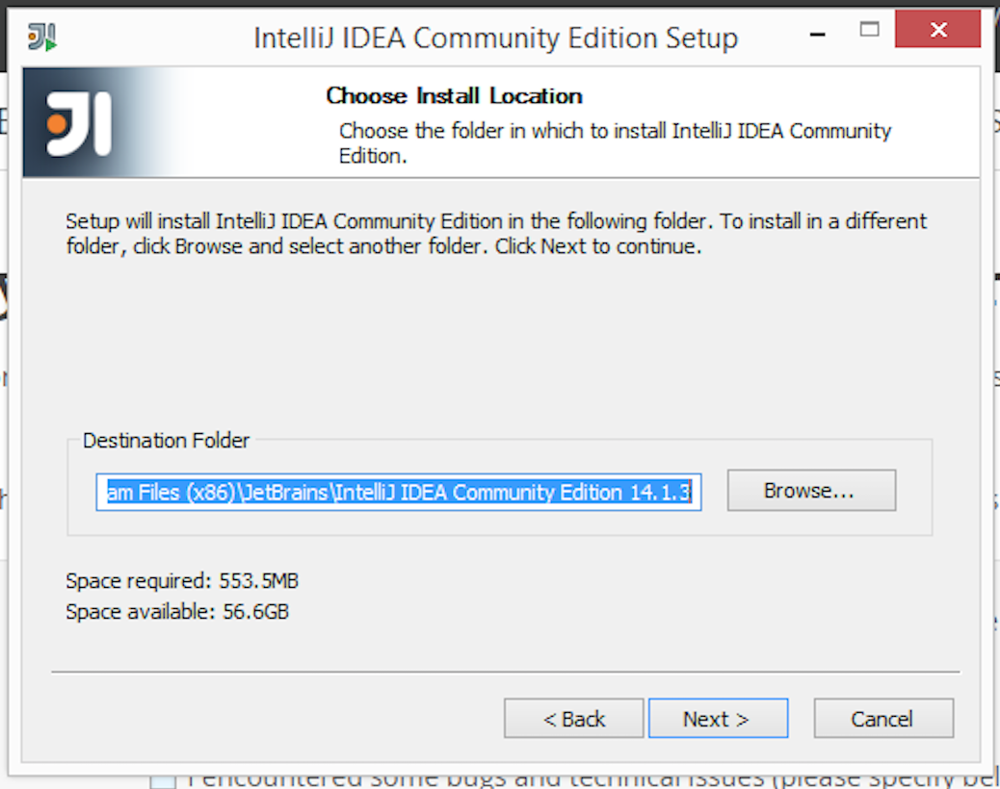 IntelliJ IDEA Community Edition Setup
Choose Install Location
Choose the folder in which to install IntelliJ IDEA Community
Edition.
Setup will install IntelliJ IDEA Community Edition in the following folder. To install in a different
folder, click Browse and select another folder. Click Next to continue.
Destination Folder
am Files (x86)\JetBrains\IntelliJ IDEA Community Edition 14.1.3
Browse...
Space required: 553.5MB
Space available: 56.6GB
< Back
Next >
Cancel
I encountered some bugs and technical issues (please specify bel